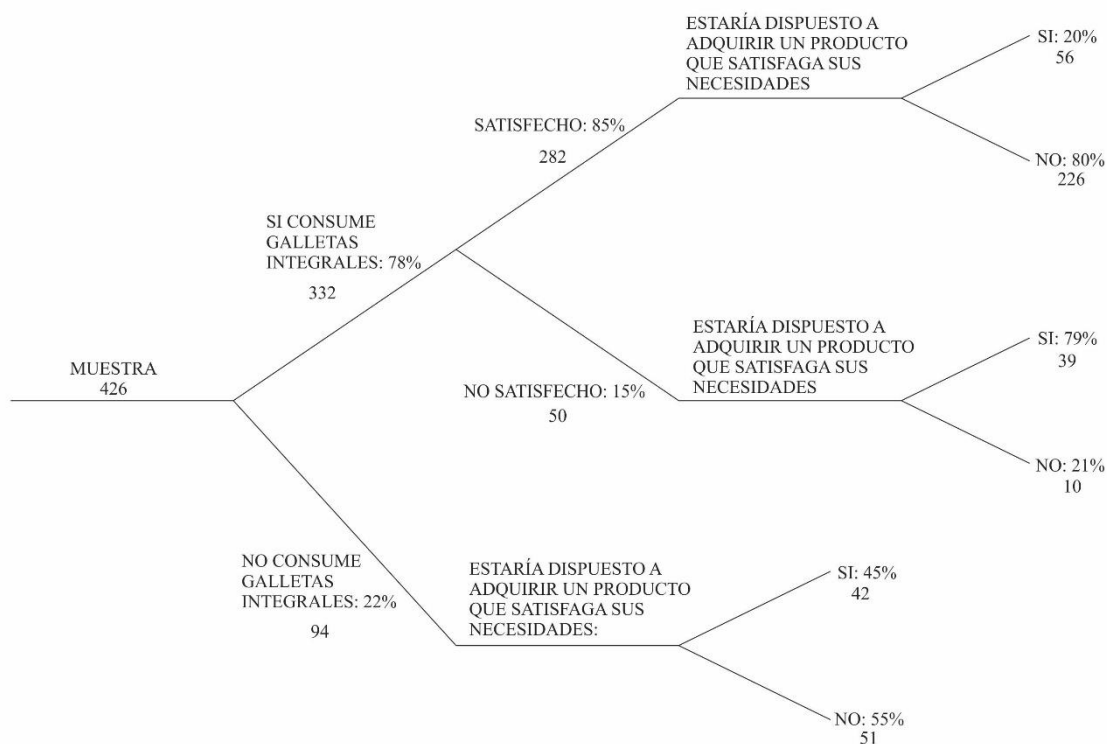 MUESTRA
426
SI CONSUME
GALLETAS
INTEGRALES: 78%
332
SATISFECHO: 85%
282
ESTARÍA DISPUESTO A
ADQUIRIR UN PRODUCTO
QUE SATISFAGA SUS
NECESIDADES
SI: 20%
56
NO: 80%
226
NO SATISFECHO: 15%
50
ESTARÍA DISPUESTO A
ADQUIRIR UN PRODUCTO
QUE SATISFAGA SUS
NECESIDADES
SI: 79%
39
NO: 21%
10
NO CONSUME
GALLETAS
INTEGRALES: 22%
94
ESTARÍA DISPUESTO A
ADQUIRIR UN PRODUCTO
QUE SATISFAGA SUS
NECESIDADES:
SI: 45%
42
NO: 55%
51